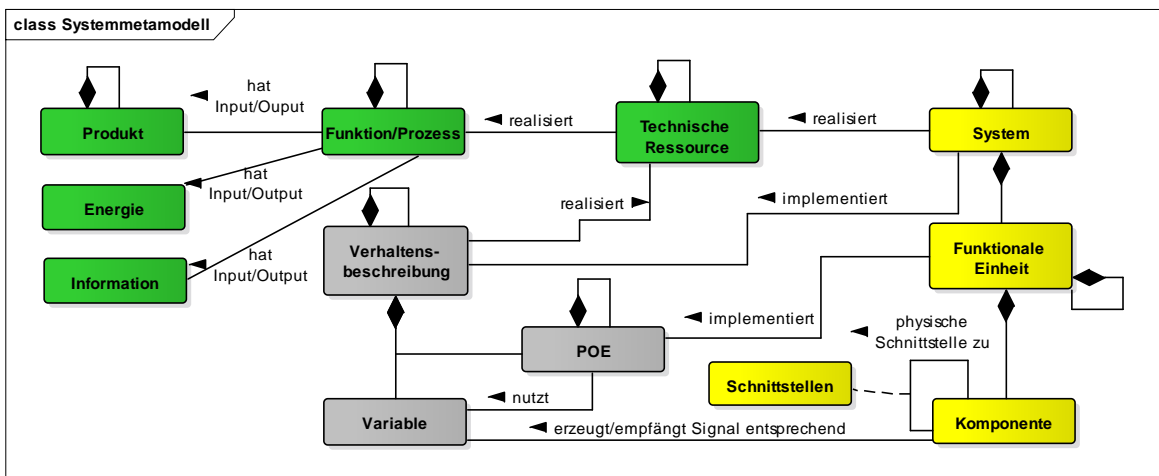 class Systemmetamodell
hat
Input/Ouput
Produkt
Funktion/Prozess
realisiert
Technische
Ressource
realisiert
System
hat
Input/Output
Energie
realisiert
implementiert
Verhaltens-
beschreibung
Funktionale
Einheit
hat
Input/Output
Information
implementiert
physische
Schnittstelle zu
POE
Schnittstellen
nutzt
Variable
erzeugt/empfängt Signal entsprechend
Komponente